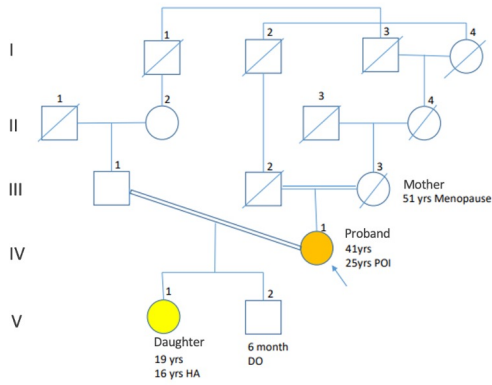 I
1
2
3
4
II
1
2
3
4
III
1
2
3
Mother
51 yrs Menopause
IV
1
Proband
41yrs
25yrs POI
V
1
2
Daughter
19 yrs
16 yrs HA
6 month
DO